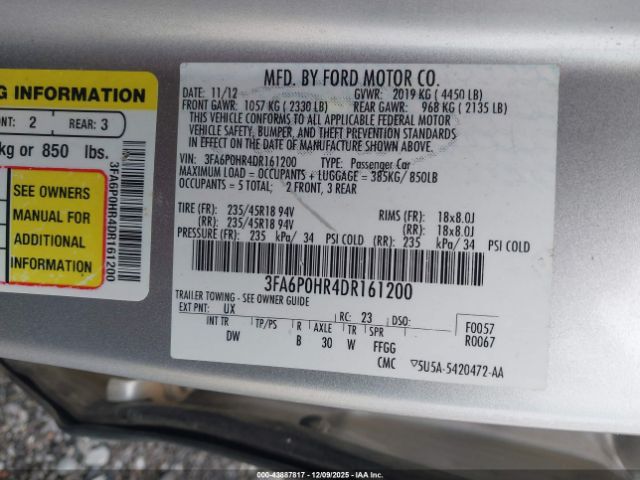 G INFORMATION
NT: 2 REAR: 3
kg or 850 lbs.
SEE OWNERS
MANUAL FOR
ADDITIONAL
INFORMATION
3FA6P0HR4DR161200
MFD. BY FORD MOTOR CO.
DATE: 11/12 GVWR: 2019 KG ( 4450 LB)
FRONT GAWR: 1057 KG ( 2330 LB) REAR GAWR: 968 KG ( 2135 LB)
THIS VEHICLE CONFORMS TO ALL APPLICABLE FEDERAL MOTOR
VEHICLE SAFETY, BUMPER, AND THEFT PREVENTION STANDARDS
IN EFFECT ON THE DATE OF MANUFACTURE SHOWN ABOVE.
VIN: 3FA6P0HR4DR161200 TYPE: Passenger Car
MAXIMUM LOAD = OCCUPANTS + LUGGAGE = 385KG/ 850LB
OCCUPANTS = 5 TOTAL; 2 FRONT, 3 REAR
TIRE (FR): 235/45R18 94V RIMS (FR): 18x8.0J
(RR): 235/45R18 94V (RR): 18x8.0J
PRESSURE (FR): 235 kPa/ 34 PSI COLD (RR): 235 kPa/ 34 PSI COLD
3FA6P0HR4DR161200
TRAILER TOWING - SEE OWNER GUIDE
EXT PNT: UX RC: 23 DSO: F0057
INT TR TP/PS R AXLE TR SPR R0067
DW B 30 W FFGG
CMC 5U5A-5420472-AA
000-43887817 - 12/09/2025 - IAA Inc.